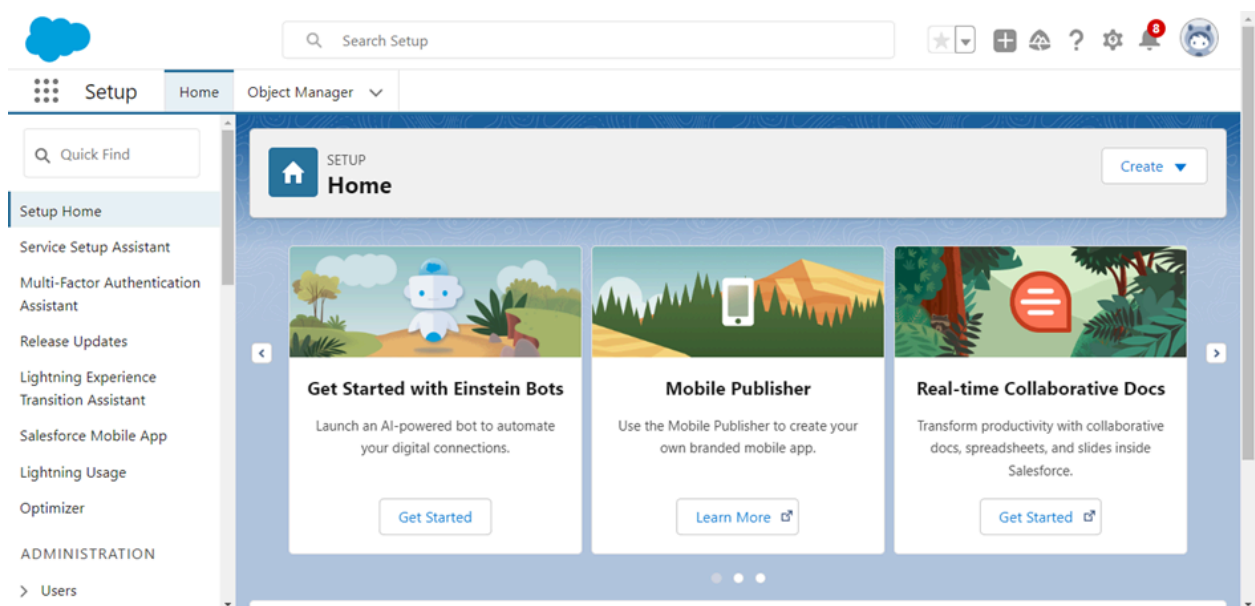 Search Setup
8
Setup
Home
Object Manager
Quick Find
Setup Home
Service Setup Assistant
Multi-Factor Authentication
Assistant
Release Updates
Lightning Experience
Transition Assistant
Salesforce Mobile App
Lightning Usage
Optimizer
ADMINISTRATION
Users
SETUP
Home
Create
Get Started with Einstein Bots
Launch an AI-powered bot to automate
your digital connections.
Get Started
Mobile Publisher
Use the Mobile Publisher to create your
own branded mobile app.
Learn More
Real-time Collaborative Docs
Transform productivity with collaborative
docs, spreadsheets, and slides inside
Salesforce.
Get Started